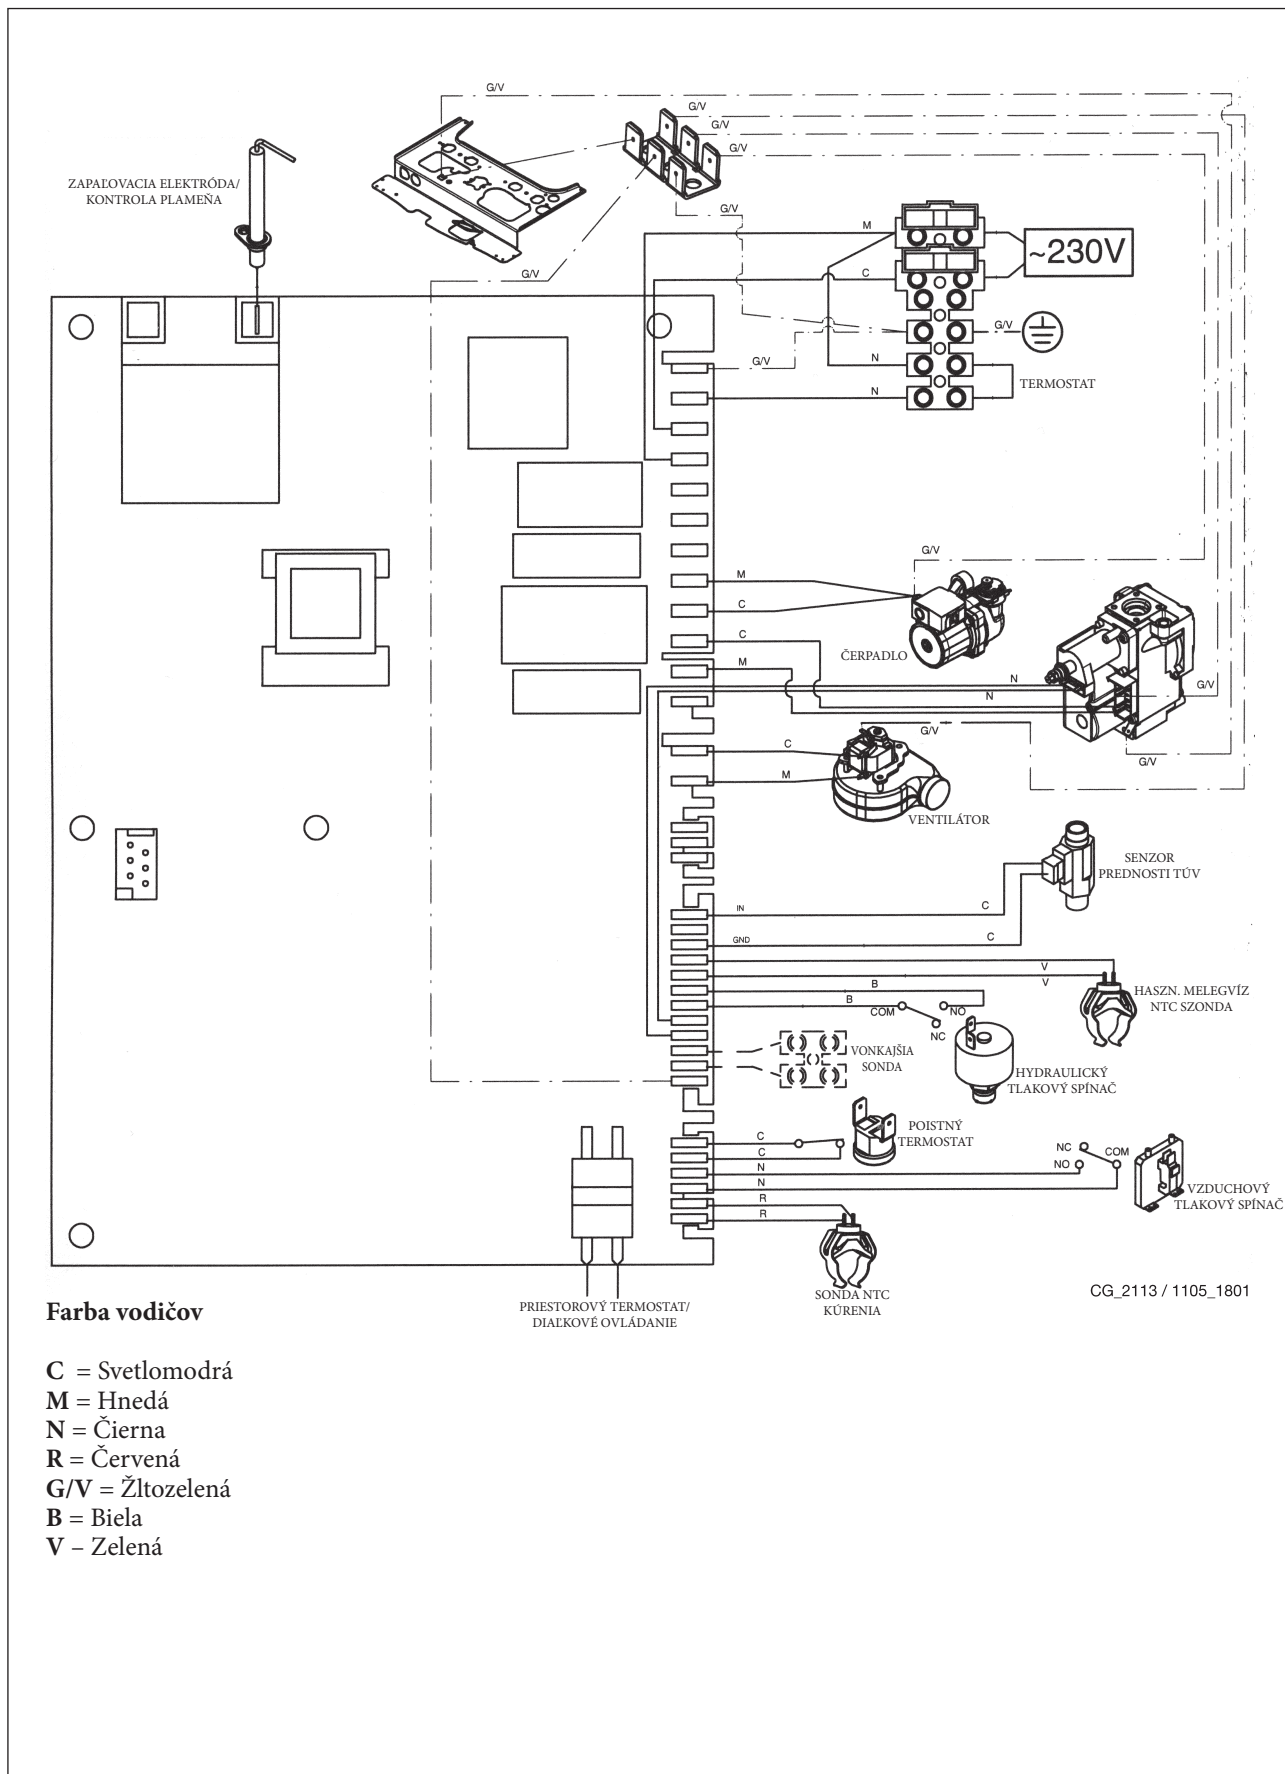 G/V
G/V
G/V
G/V
ZAPAĽOVACIA ELEKTRÓDA/
KONTROLA PLAMEŇA
G/V
M
~230V
G/V
C
G/V
G/V
N
TERMOSTAT
N
G/V
M
C
ČERPADLO
C
M
N
N
G/V
G/V
G/V
C
M
VENTILÁTOR
SENZOR
PREDNOSTI TÚV
IN
C
GND
C
V
V
HASZN. MELEGVÍZ
NTC SZONDA
B
B
COM
NO
NC
VONKAJŠIA
SONDA
HYDRAULICKÝ
TLAKOVÝ SPÍNAČ
POISTNÝ
TERMOSTAT
C
C
NC
COM
NO
N
N
VZDUCHOVÝ
TLAKOVÝ SPÍNAČ
R
R
SONDA NTC
KÚRENIA
PRIESTOROVÝ TERMOSTAT/
DIAĽKOVÉ OVLÁDANIE
CG_2113 / 1105_1801
Farba vodičov
C = Svetlomodrá
M = Hnedá
N = Čierna
R = Červená
G/V = Žltozelená
B = Biela
V – Zelená